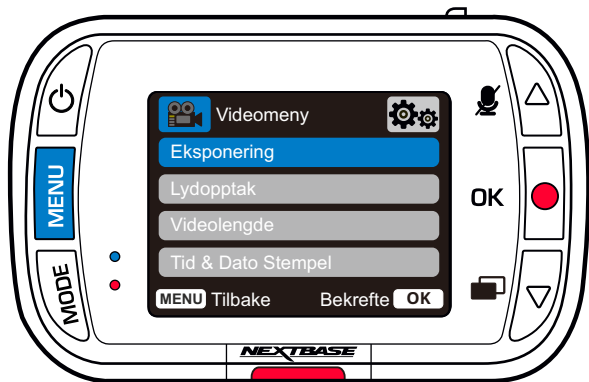 Videomeny
Eksponering
Lydopptak
Videolengde
Tid & Dato Stempel
MENU Tilbake Bekrefte OK
MENU
MODE
OK
NEXTBASE